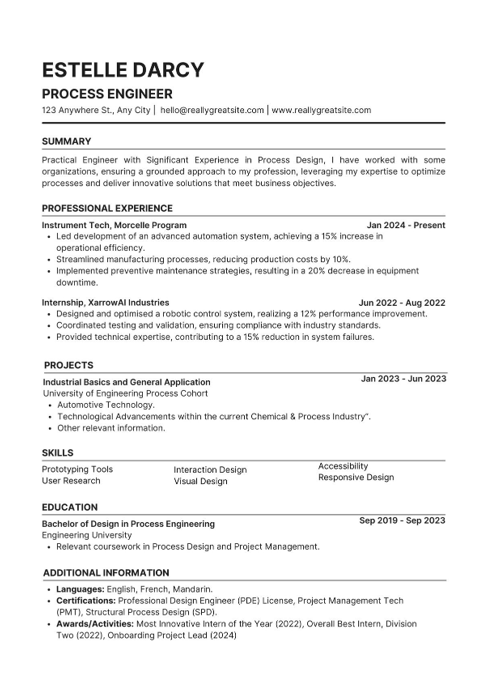 ESTELLE DARCY
PROCESS ENGINEER
123 Anywhere St., Any City | hello@reallygreatsite.com | www.reallygreatsite.com
SUMMARY
Practical Engineer with Significant Experience in Process Design, I have worked with some
organizations, ensuring a grounded approach to my profession, leveraging my expertise to optimize
processes and deliver innovative solutions that meet business objectives.
PROFESSIONAL EXPERIENCE
Instrument Tech, Morcelle Program Jan 2024 - Present
• Led development of an advanced automation system, achieving a 15% increase in
operational efficiency.
• Streamlined manufacturing processes, reducing production costs by 10%.
• Implemented preventive maintenance strategies, resulting in a 20% decrease in equipment
downtime.
Internship, XarrowAI Industries Jun 2022 - Aug 2022
• Designed and optimised a robotic control system, realizing a 12% performance improvement.
• Coordinated testing and validation, ensuring compliance with industry standards.
• Provided technical expertise, contributing to a 15% reduction in system failures.
PROJECTS
Industrial Basics and General Application Jan 2023 - Jun 2023
University of Engineering Process Cohort
• Automotive Technology.
• Technological Advancements within the current Chemical & Process Industry".
• Other relevant information.
SKILLS
Prototyping Tools Interaction Design Accessibility
User Research Visual Design Responsive Design
EDUCATION
Bachelor of Design in Process Engineering Sep 2019 - Sep 2023
Engineering University
• Relevant coursework in Process Design and Project Management.
ADDITIONAL INFORMATION
• Languages: English, French, Mandarin.
• Certifications: Professional Design Engineer (PDE) License, Project Management Tech
(PMT), Structural Process Design (SPD).
• Awards/Activities: Most Innovative Intern of the Year (2022), Overall Best Intern, Division
Two (2022), Onboarding Project Lead (2024)